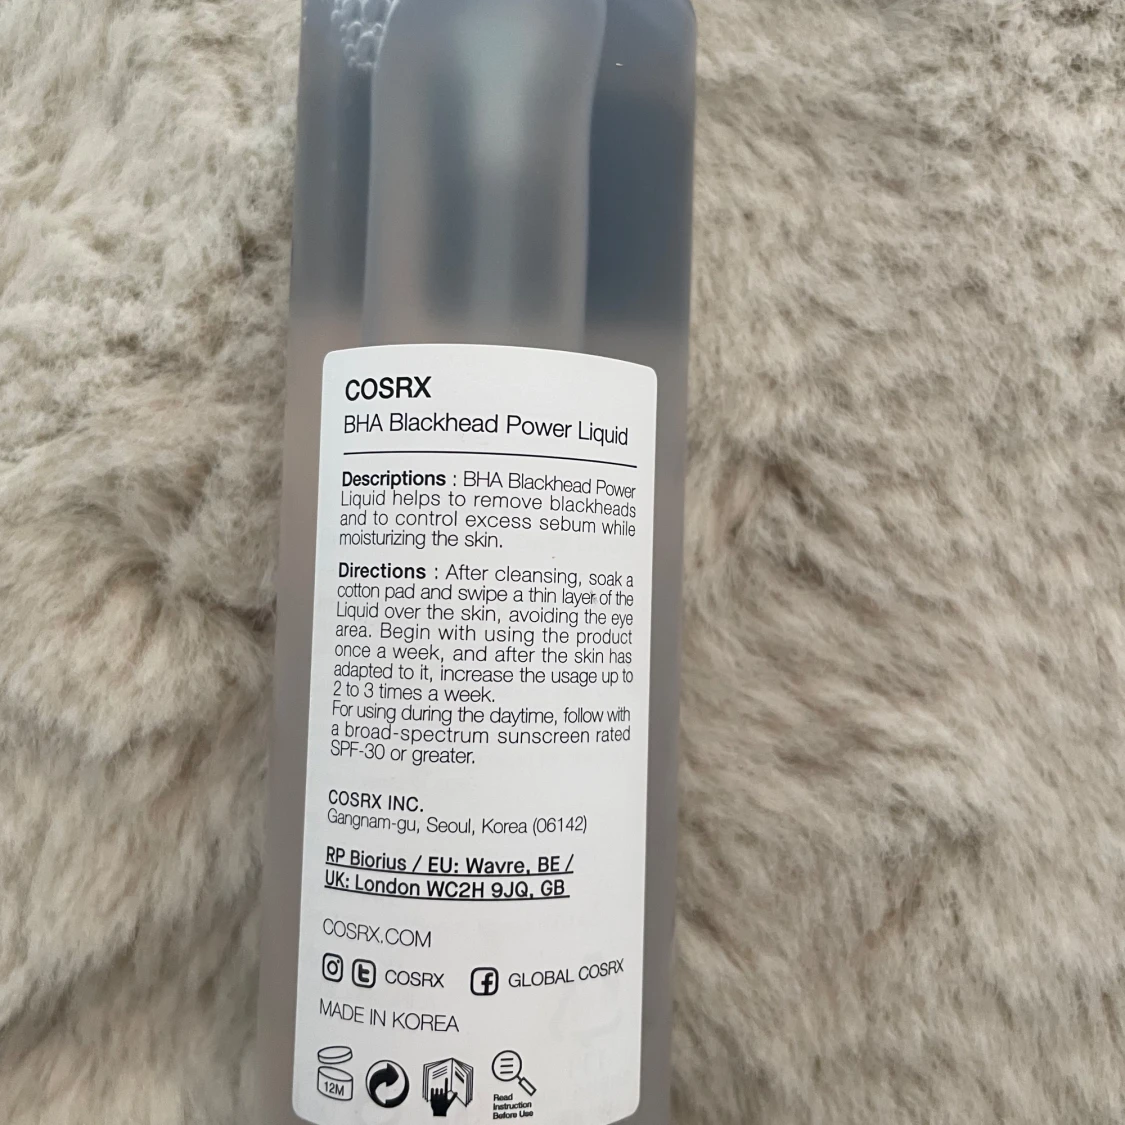 COSRX
BHA Blackhead Power Liquid
Descriptions : BHA Blackhead Power
Liquid helps to remove blackheads
and to control excess sebum while
moisturizing the skin.
Directions : After cleansing, soak a
cotton pad and swipe a thin layer of the
Liquid over the skin, avoiding the eye
area. Begin with using the product
once a week, and after the skin has
adapted to it, increase the usage up to
2 to 3 times a week.
For using during the daytime, follow with
a broad-spectrum sunscreen rated
SPF-30 or greater.
COSRX INC.
Gangnam-gu, Seoul, Korea (06142)
RP Biorius / EU: Wavre, BE /
UK: London WC2H 9JQ, GB
COSRX.COM
COSRX GLOBAL COSRX
MADE IN KOREA
12M
Read
Instruction
Before Use